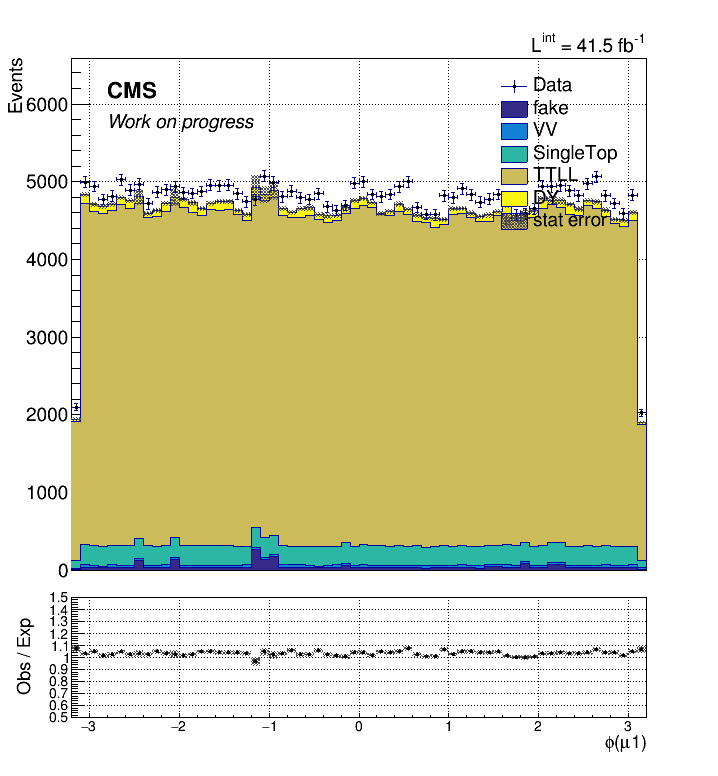 L^int = 41.5 fb^-1
Events
CMS
Work on progress
Data
fake
VV
SingleTop
TTLL
DY
stat error
6000
5000
4000
3000
2000
1000
0
Obs / Exp
1.5
1.4
1.3
1.2
1.1
1
0.9
0.8
0.7
0.6
0.5
−3 −2 −1 0 1 2 3
ϕ(μ1)